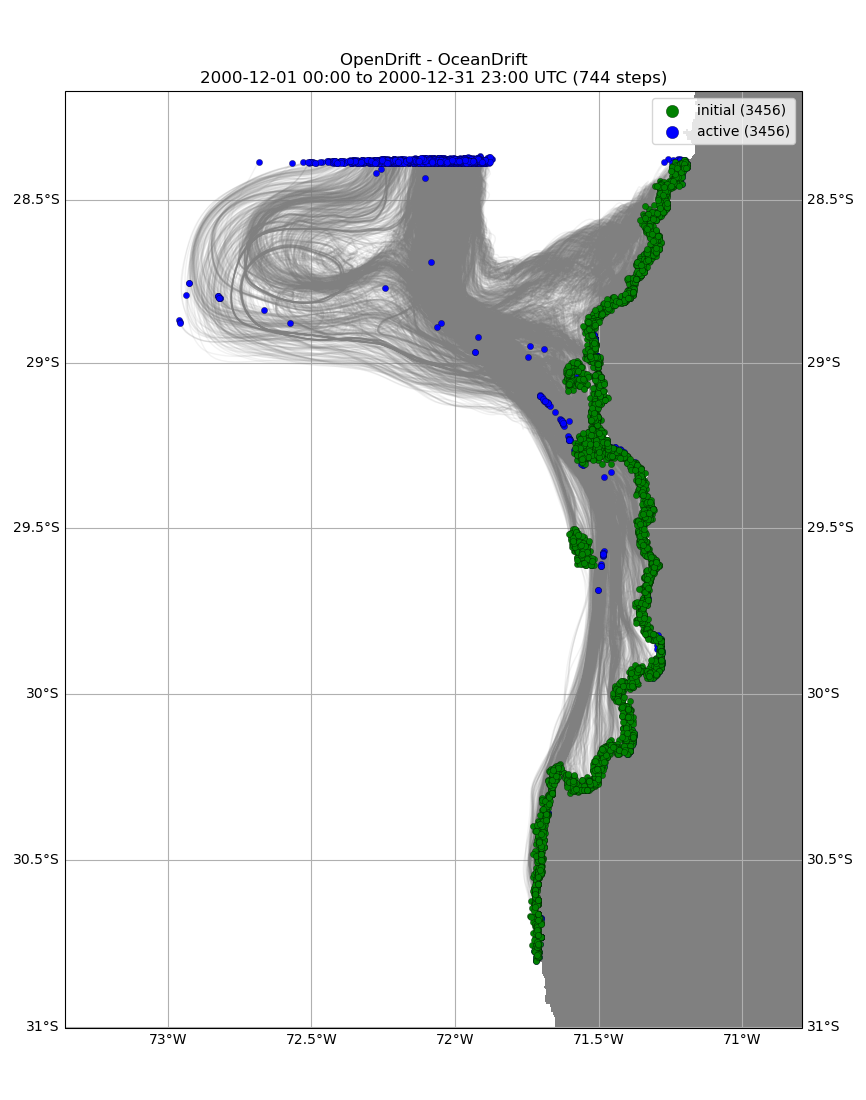 OpenDrift - OceanDrift
2000-12-01 00:00 to 2000-12-31 23:00 UTC (744 steps)
initial (3456)
active (3456)
28.5°S
28.5°S
29°S
29°S
29.5°S
29.5°S
30°S
30°S
30.5°S
30.5°S
31°S
31°S
73°W
72.5°W
72°W
71.5°W
71°W